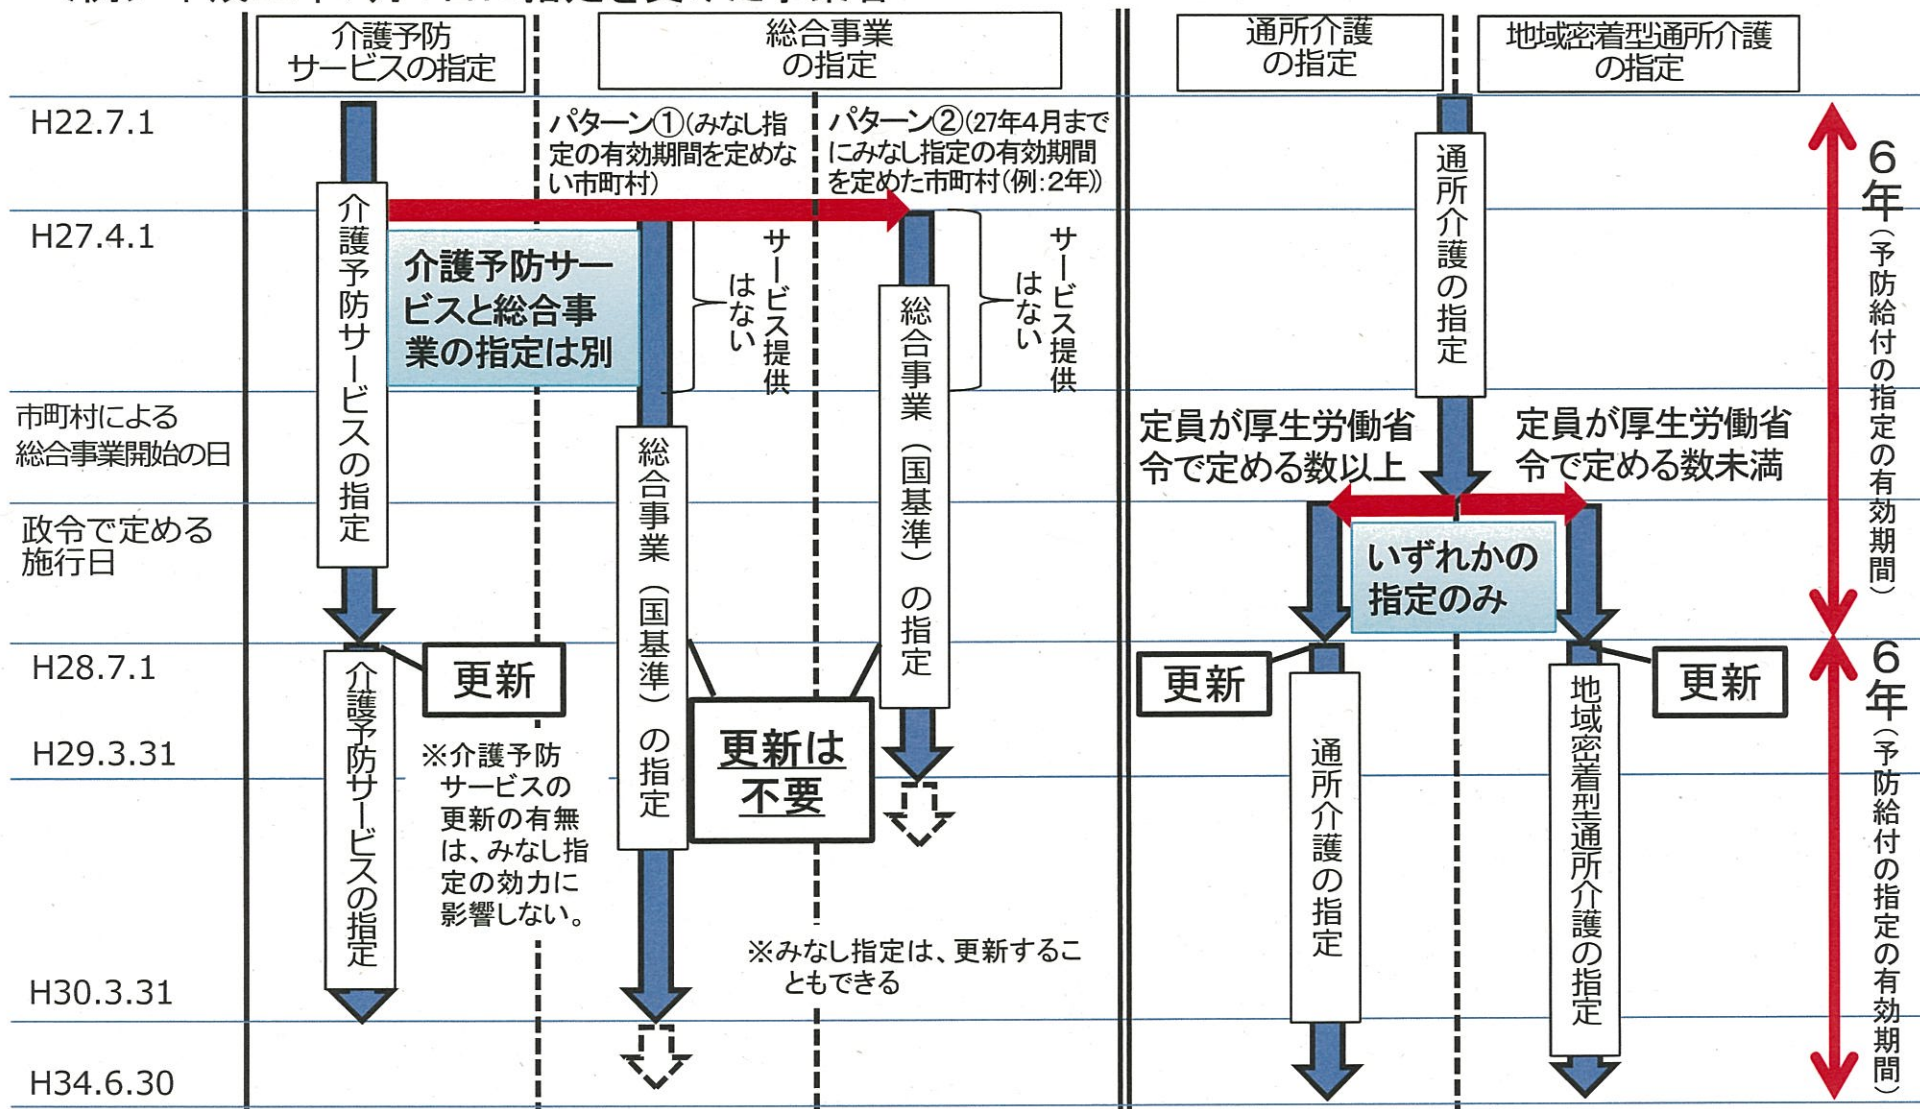 介護予防
サービスの指定
総合事業
の指定
通所介護
の指定
地域密着型通所介護
の指定
H22.7.1
H27.4.1
市町村による
総合事業開始の日
政令で定める
施行日
H28.7.1
H29.3.31
H30.3.31
H34.6.30
パターン①(みなし指
定の有効期間を定めな
い市町村)
パターン②(27年4月まで
にみなし指定の有効期間
を定めた市町村(例:2年))
介護予防サービスの指定
介護予防サー
ビスと総合事
業の指定は別
サービス提供
はない
サービス提供
はない
総合事業(国基準)の指定
総合事業(国基準)の指定
更新
介護予防サービスの指定
※介護予防
サービスの
更新の有無
は、みなし指
定の効力に
影響しない。
更新は
不要
※みなし指定は、更新するこ
ともできる
通所介護の指定
定員が厚生労働省
令で定める数以上
定員が厚生労働省
令で定める数未満
いずれかの
指定のみ
更新
更新
通所介護の指定
地域密着型通所介護の指定
6年(予防給付の指定の有効期間)
6年(予防給付の指定の有効期間)